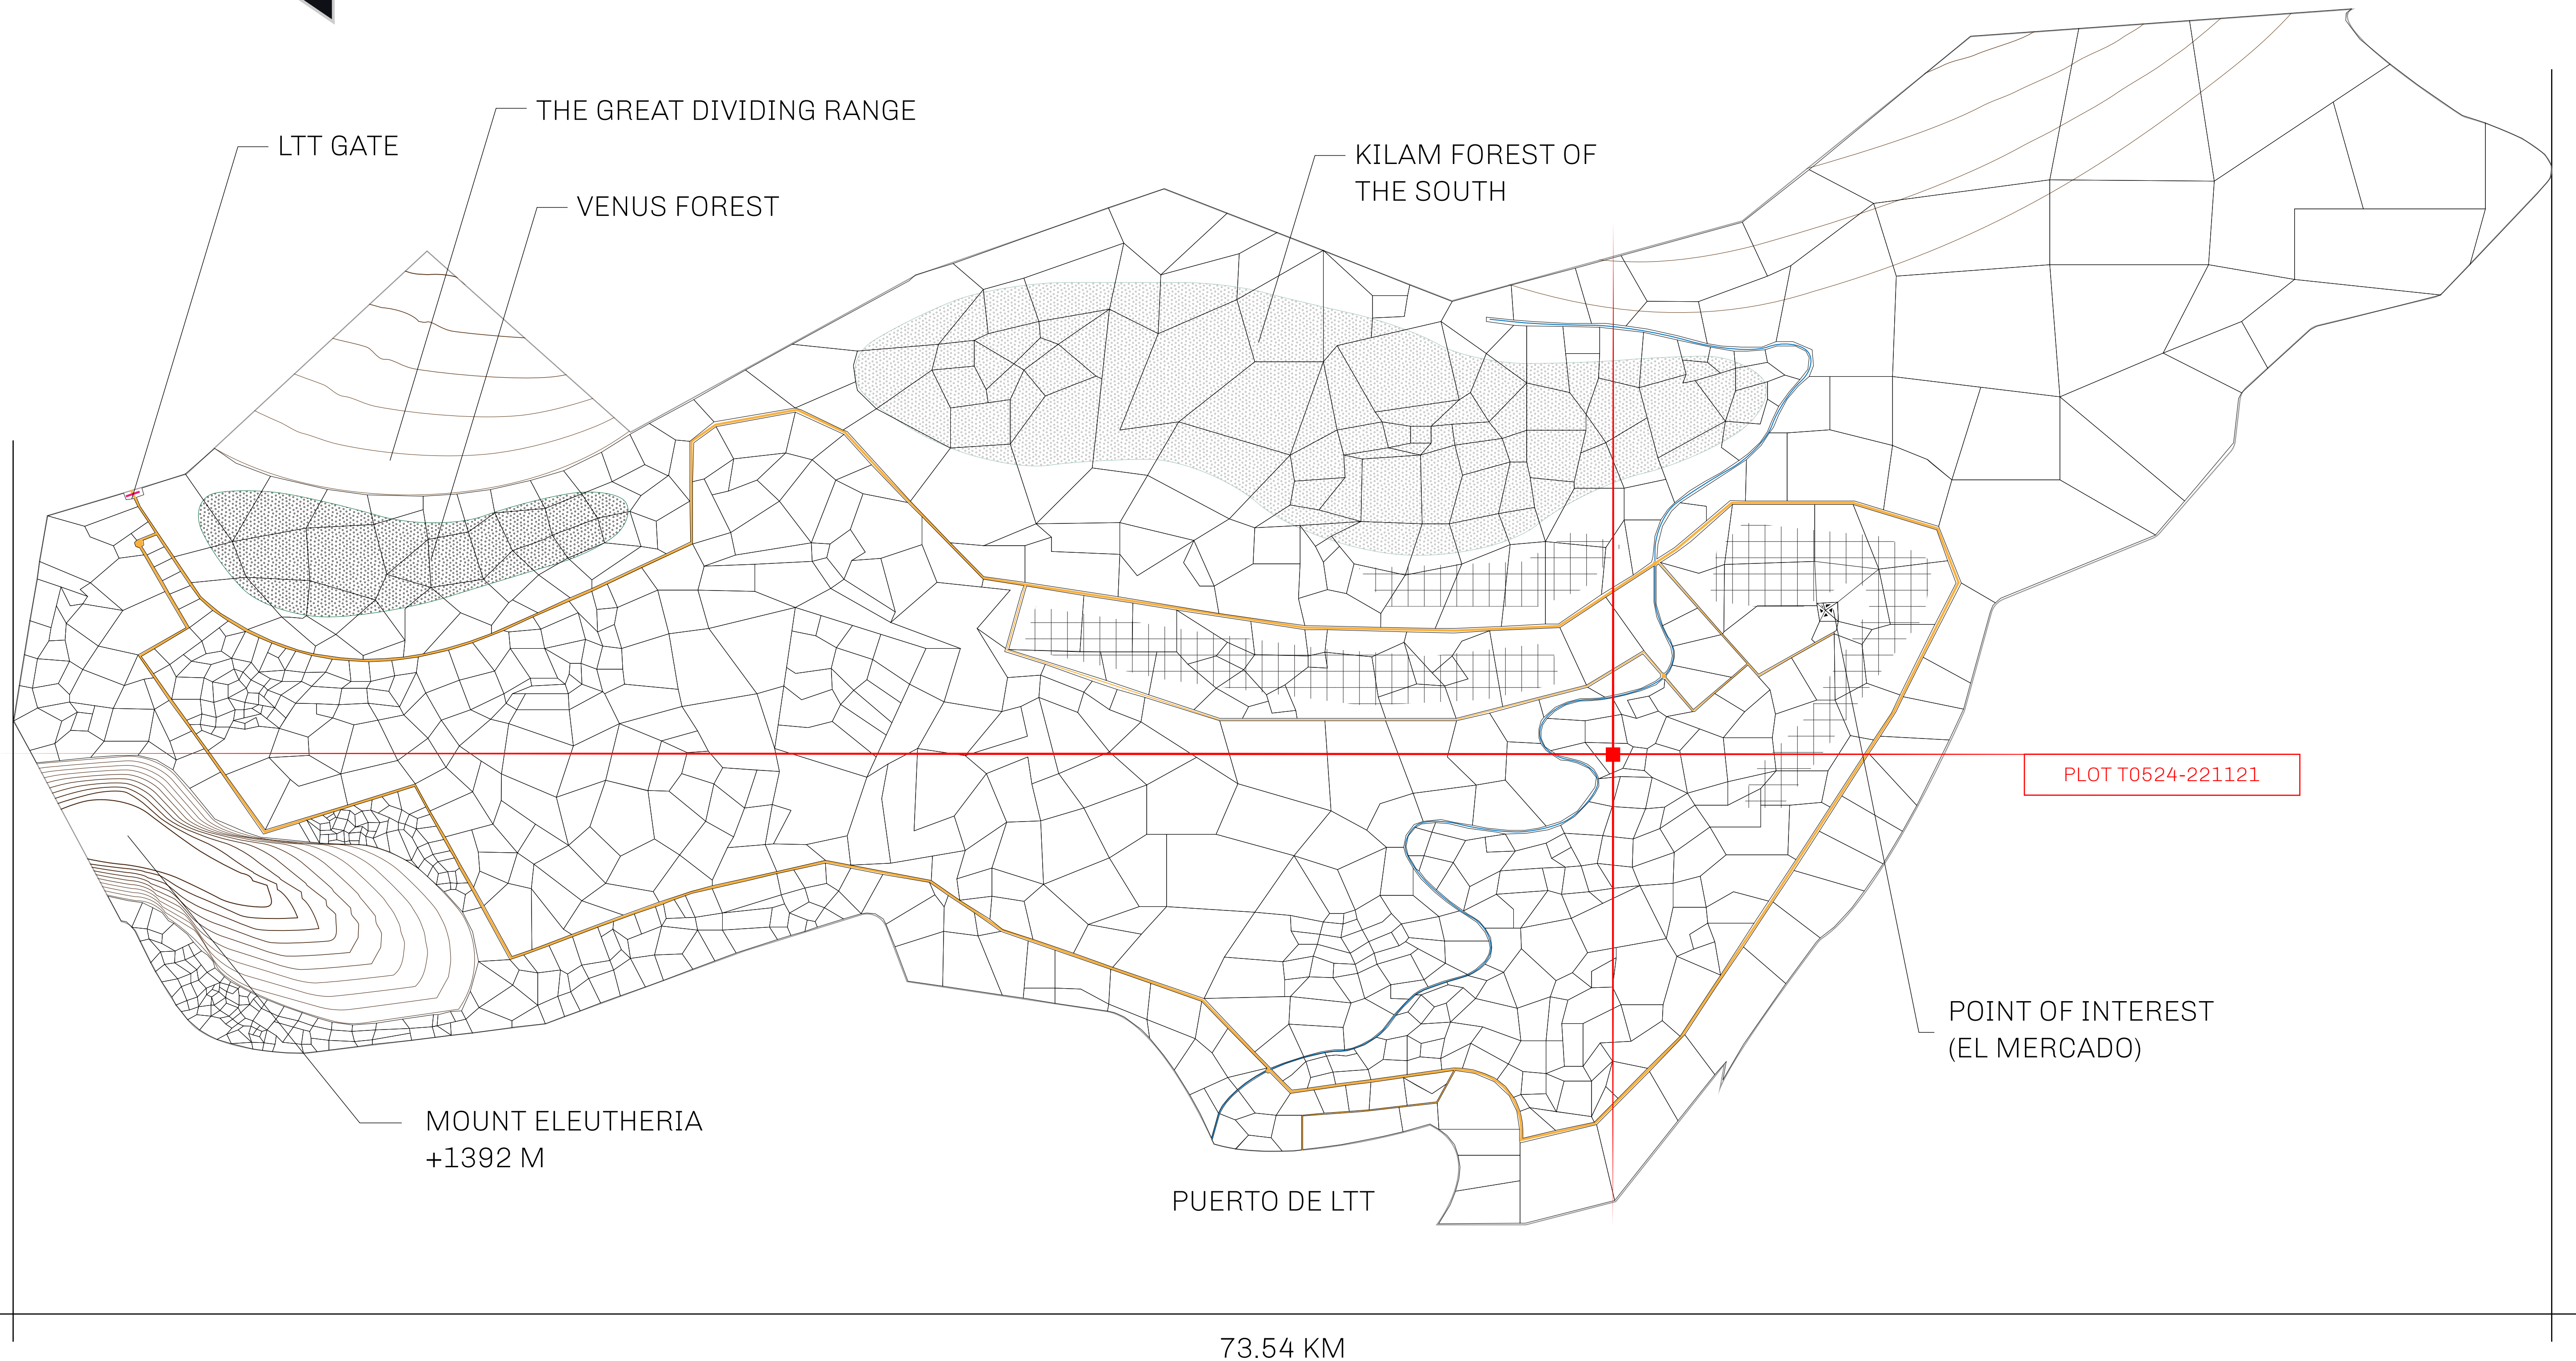 THE GREAT DIVIDING RANGE
LTT GATE
KILAM FOREST OF
THE SOUTH
VENUS FOREST
PLOT T0524-221121
POINT OF INTEREST
(EL MERCADO)
MOUNT ELEUTHERIA
+1392 M
PUERTO DE LTT
73.54 KM